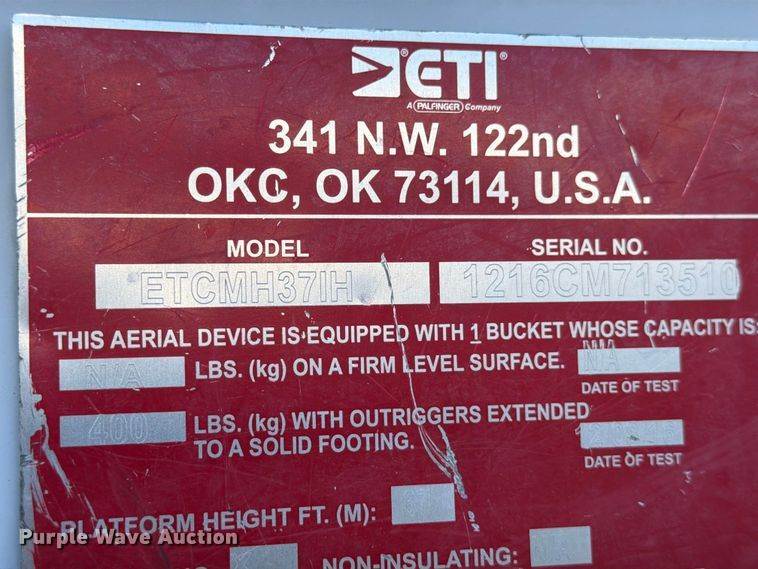 ETI
A PALFINGER Company
341 N.W. 122nd
OKC, OK 73114, U.S.A.
MODEL SERIAL NO.
ETCMH37IH 1216CM713510
THIS AERIAL DEVICE IS EQUIPPED WITH 1 BUCKET WHOSE CAPACITY IS:
N/A LBS. (kg) ON A FIRM LEVEL SURFACE. N/A
DATE OF TEST
400 LBS. (kg) WITH OUTRIGGERS EXTENDED
TO A SOLID FOOTING.
DATE OF TEST
PLATFORM HEIGHT FT. (M):
NON-INSULATING:
Purple Wave Auction